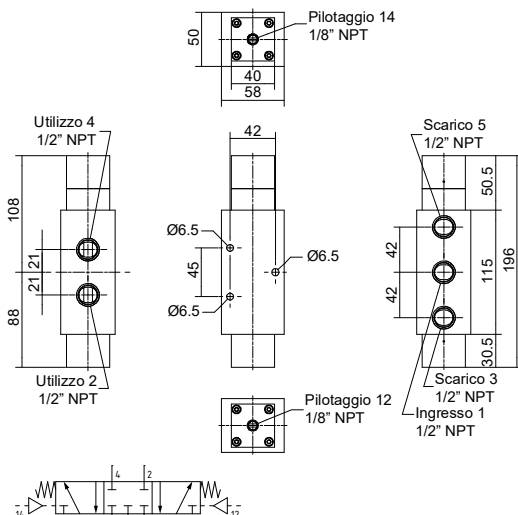 50
Pilotaggio 14
1/8” NPT
40
58
Utilizzo 4
1/2” NPT
42
Scarico 5
1/2” NPT
108
21
21
88
Ø6.5
45
Ø6.5
Ø6.5
42
42
50.5
115
30.5
196
Utilizzo 2
1/2” NPT
Scarico 3
1/2” NPT
Ingresso 1
1/2” NPT
Pilotaggio 12
1/8” NPT
4
2
14
12